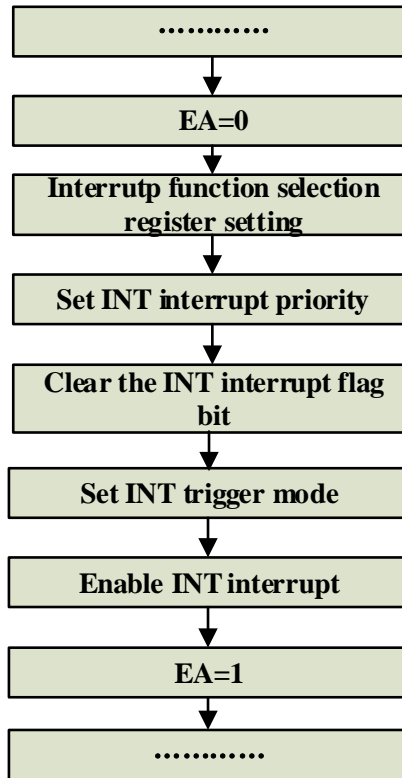 ············
EA=0
Interrutp function selection
register setting
Set INT interrupt priority
Clear the INT interrupt flag
bit
Set INT trigger mode
Enable INT interrupt
EA=1
············